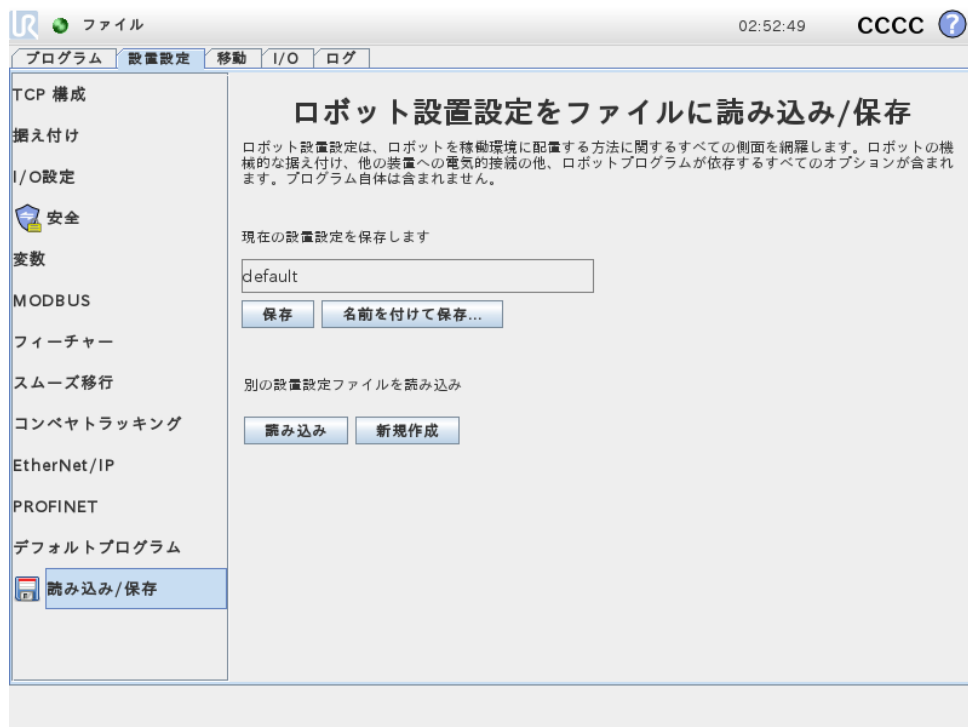 UR
ファイル
02:52:49
CCCC
?
プログラム
設置設定
移動
I/O
ログ
TCP 構成
据え付け
I/O設定
安全
変数
MODBUS
フィーチャー
スムーズ移行
コンベヤトラッキング
EtherNet/IP
PROFINET
デフォルトプログラム
読み込み/保存
ロボット設置設定をファイルに読み込み/保存
ロボット設置設定は、ロボットを稼働環境に配置する方法に関するすべての側面を網羅します。ロボットの機
械的な据え付け、他の装置への電気的接続の他、ロボットプログラムが依存するすべてのオプションが含まれ
ます。プログラム自体は含まれません。
現在の設置設定を保存します
default
保存
名前を付けて保存...
別の設置設定ファイルを読み込み
読み込み
新規作成